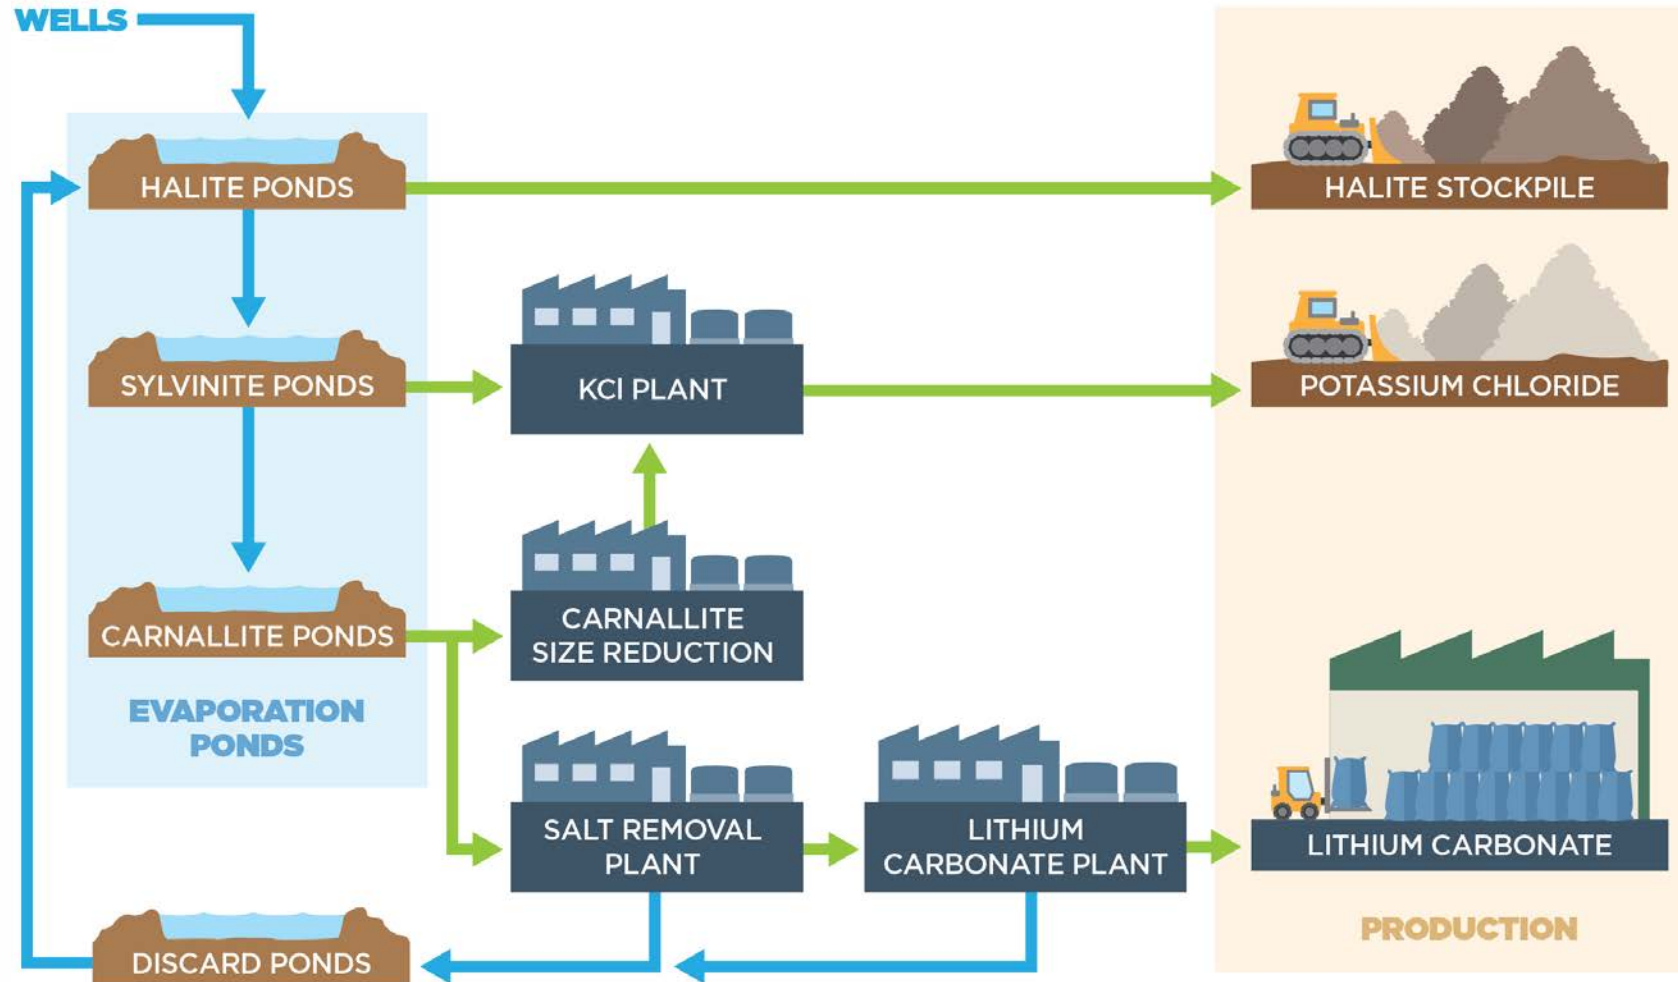 WELLS
HALITE PONDS
HALITE STOCKPILE
SYLVINITE PONDS
KCl PLANT
POTASSIUM CHLORIDE
CARNALLITE PONDS
CARNALLITE
SIZE REDUCTION
EVAPORATION
PONDS
SALT REMOVAL
PLANT
LITHIUM
CARBONATE PLANT
LITHIUM CARBONATE
PRODUCTION
DISCARD PONDS